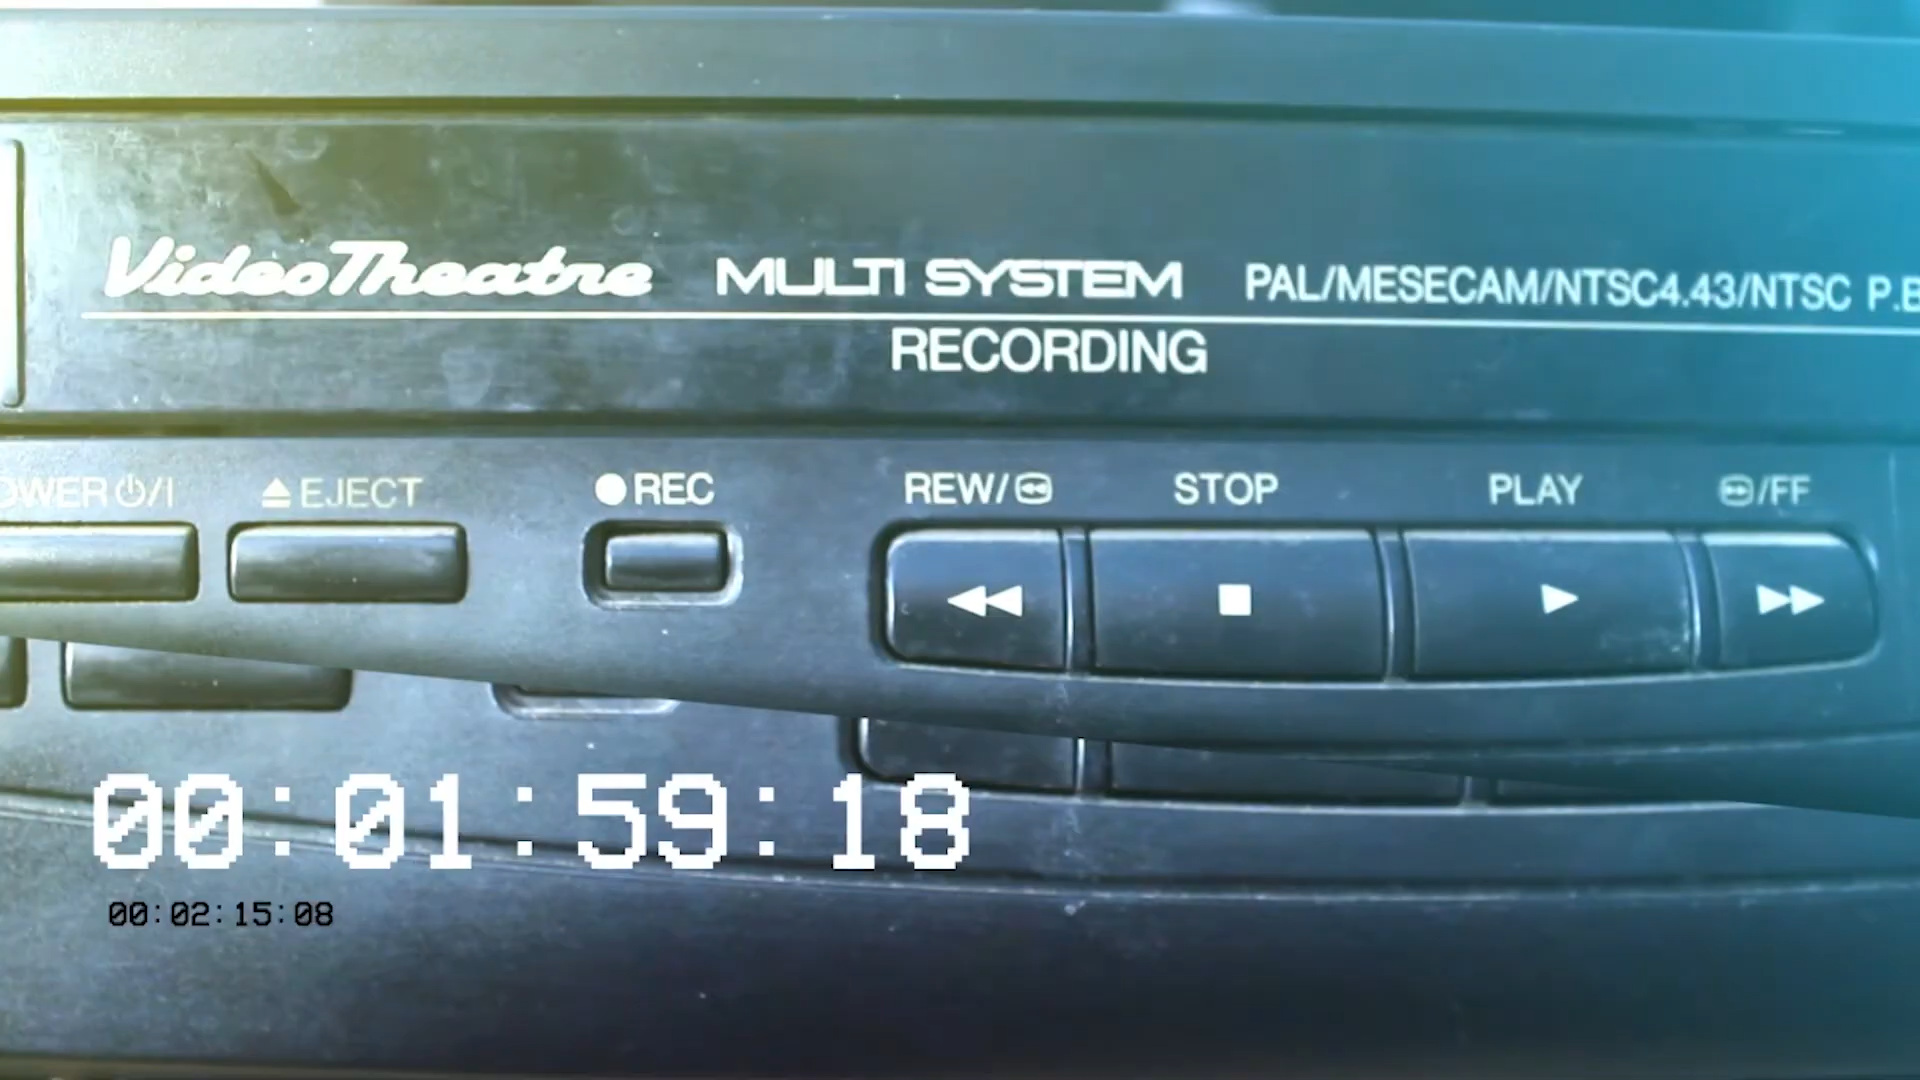 VideoTheatre MULTI SYSTEM PAL/MESECAM/NTSC4.43/NTSC P.B
RECORDING
OWER /I EJECT REC REW/ STOP PLAY /FF
00:01:59:18
00:02:15:08